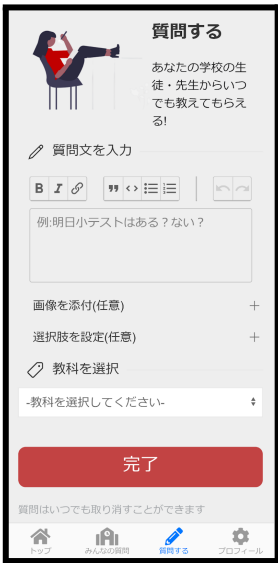 質問する
あなたの学校の生
徒・先生からいつ
でも教えてもらえ
る!
質問文を入力
B I
例:明日小テストはある？ない？
画像を添付(任意)
選択肢を設定(任意)
教科を選択
-教科を選択してください-
完了
質問はいつでも取り消すことができます
トップ みんなの質問 質問する プロフィール